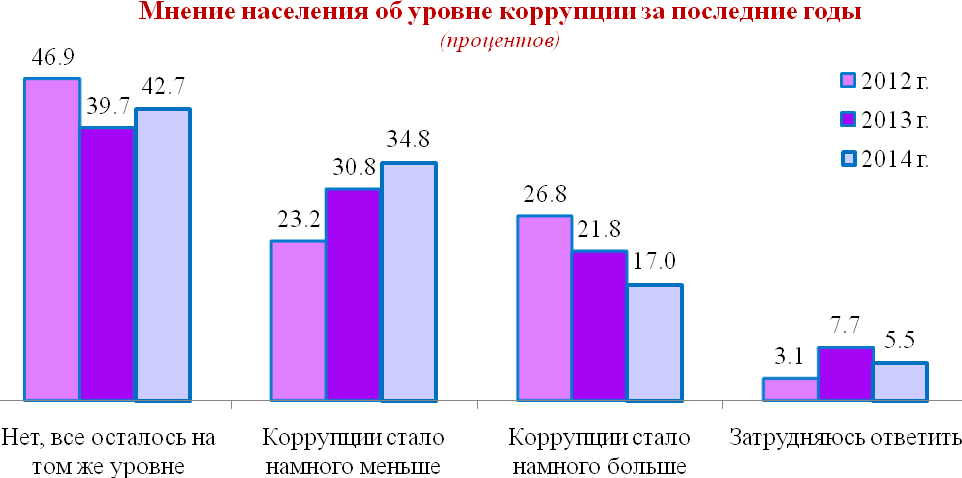 Мнение населения об уровне коррупции за последние годы
(процентов)
46.9
39.7
42.7
23.2
30.8
34.8
26.8
21.8
17.0
3.1
7.7
5.5
2012 г.
2013 г.
2014 г.
Нет, все осталось на
том же уровне
Коррупции стало
намного меньше
Коррупции стало
намного больше
Затрудняюсь ответить